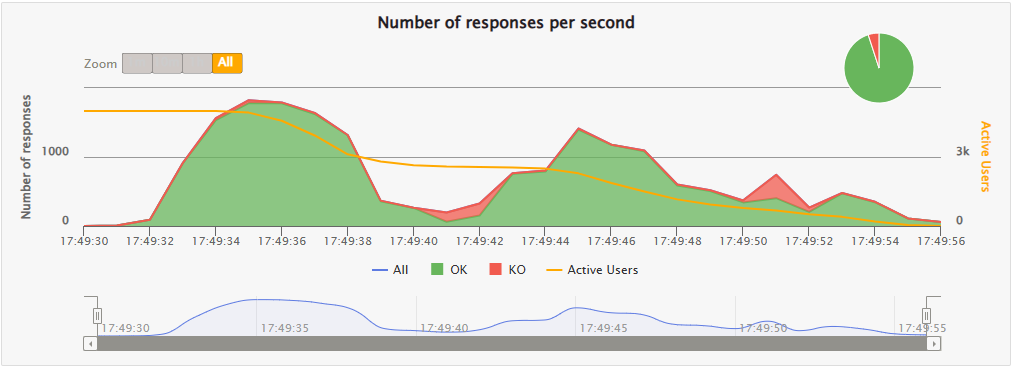 Number of responses per second
Zoom All
Number of responses
Active Users
1000 3k
0 0
17:49:30 17:49:32 17:49:34 17:49:36 17:49:38 17:49:40 17:49:42 17:49:44 17:49:46 17:49:48 17:49:50 17:49:52 17:49:54 17:49:56
All OK KO Active Users
17:49:30 17:49:35 17:49:40 17:49:45 17:49:50 17:49:55